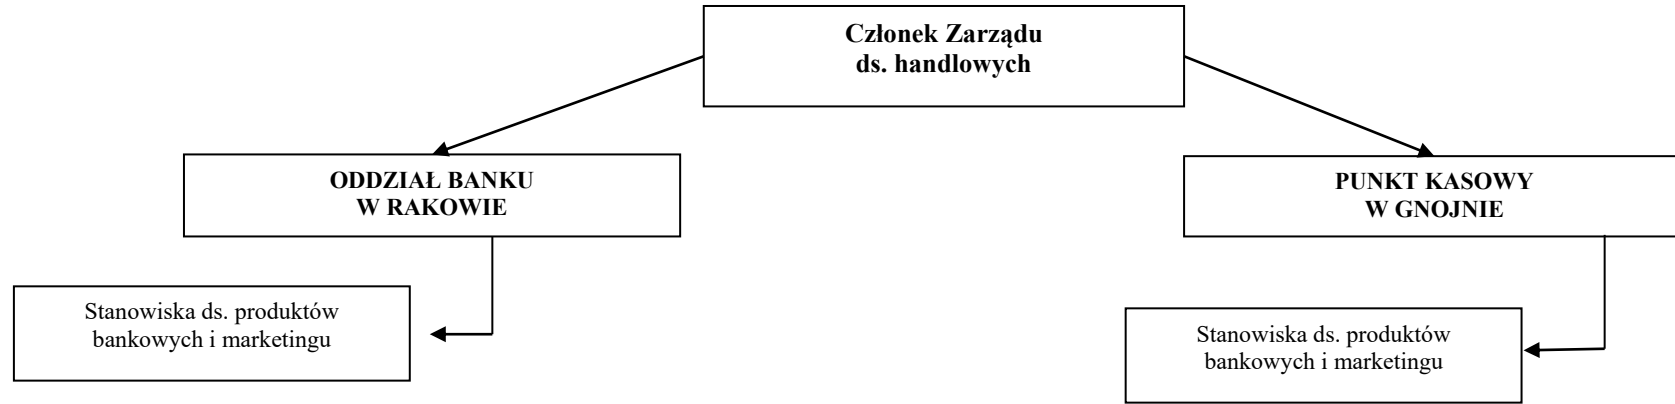 Członek Zarządu
ds. handlowych
ODDZIAŁ BANKU
W RAKOWIE
PUNKT KASOWY
W GNOJNIE
Stanowiska ds. produktów
bankowych i marketingu
Stanowiska ds. produktów
bankowych i marketingu